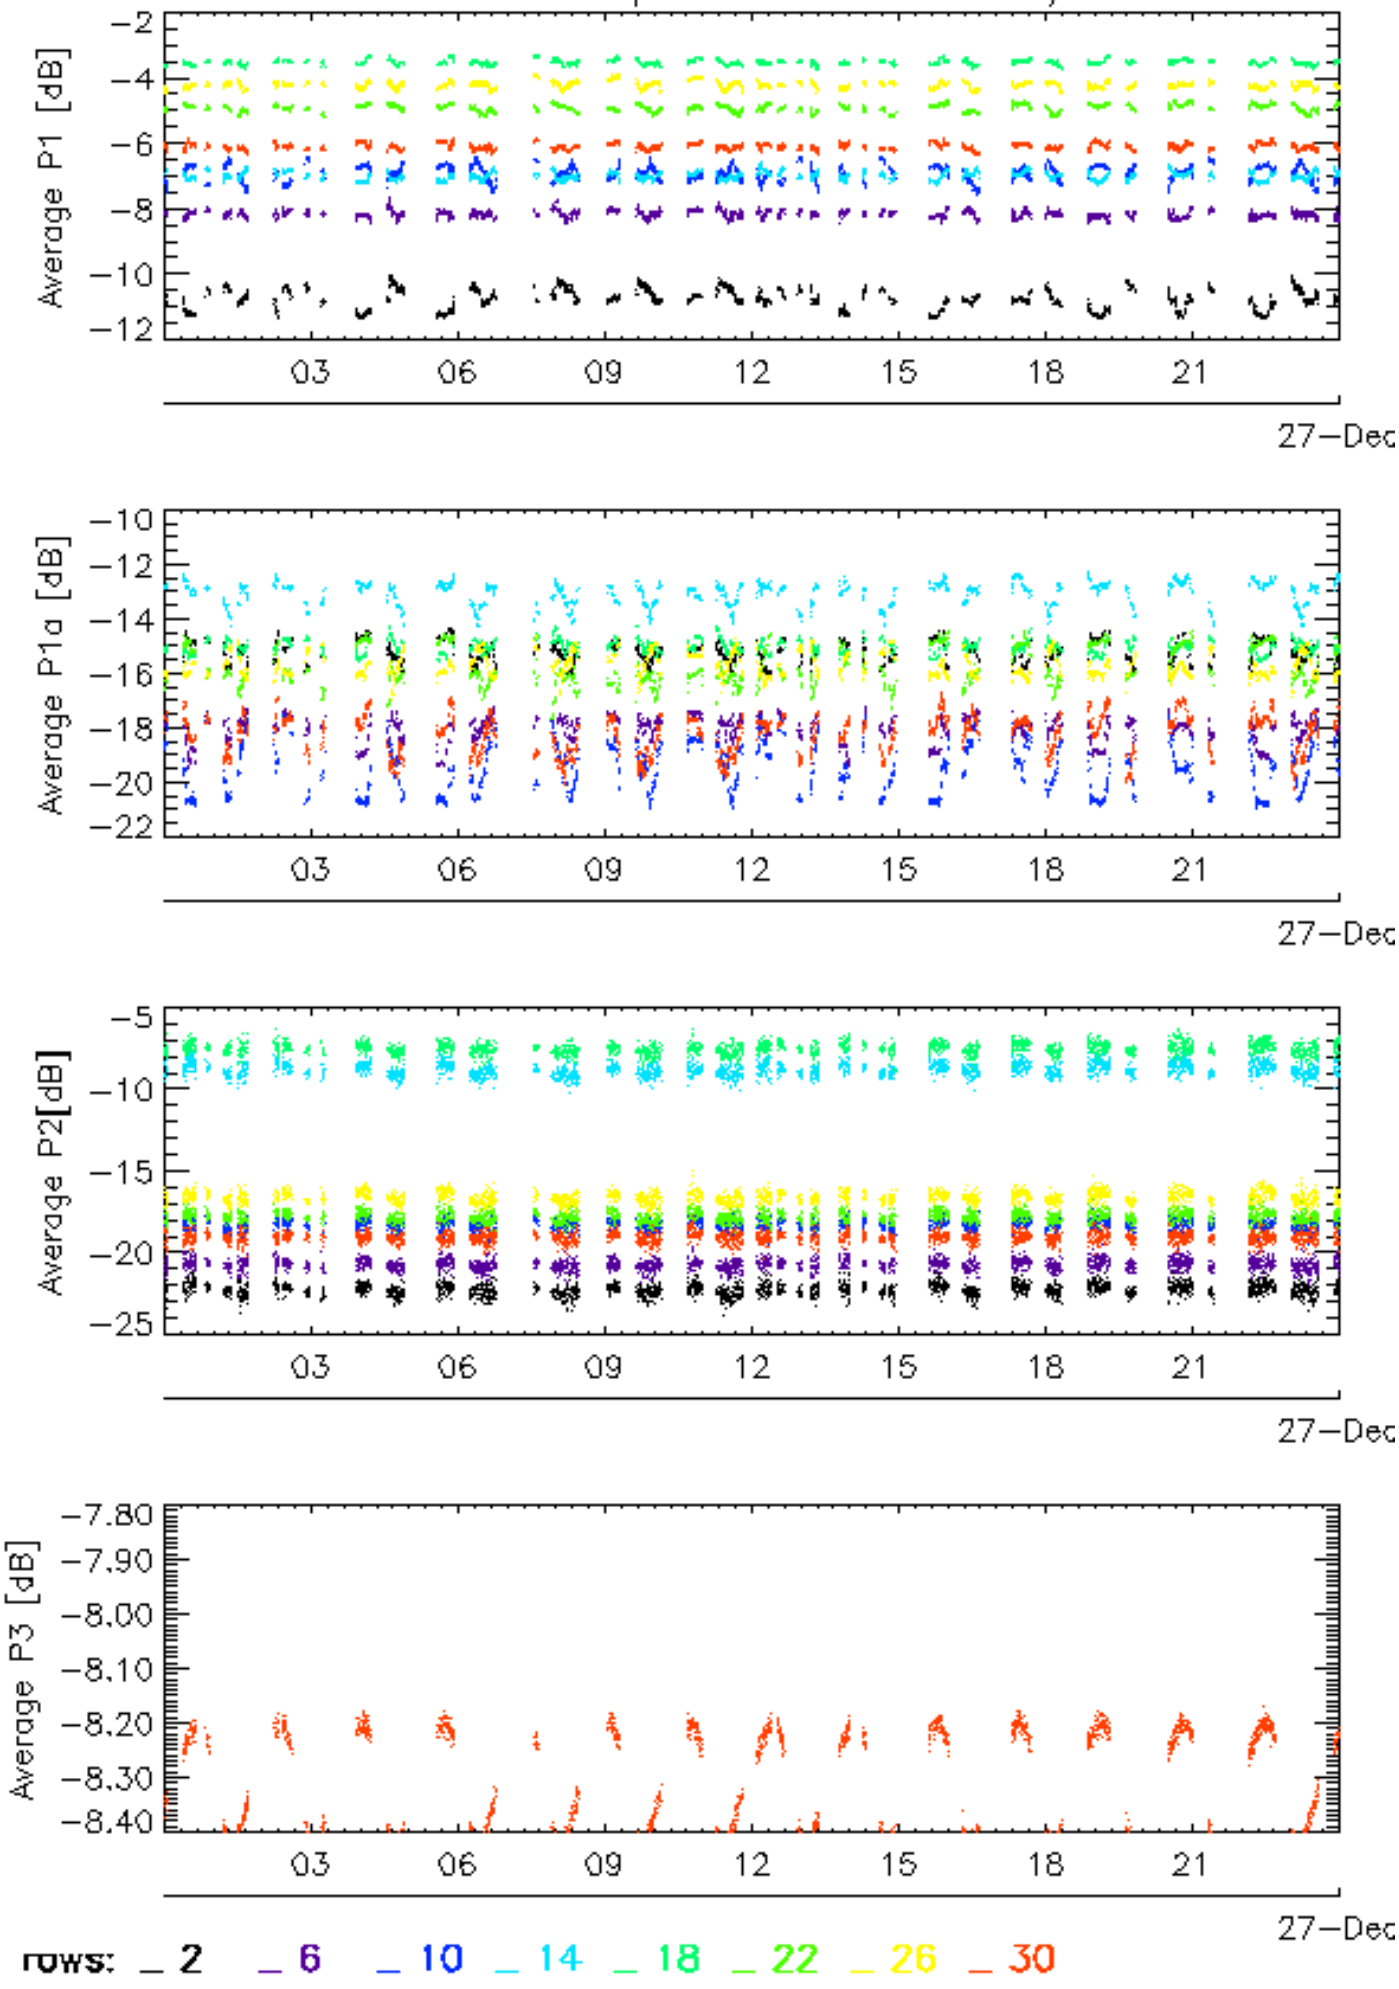 -2
-4
-6
-8
-10
-12
Average P1 [dB]
03 06 09 12 15 18 21
27-Dec
-10
-12
-14
-16
-18
-20
-22
Average P1a [dB]
03 06 09 12 15 18 21
27-Dec
-5
-10
-15
-20
-25
Average P2[dB]
03 06 09 12 15 18 21
27-Dec
-7.80
-7.90
-8.00
-8.10
-8.20
-8.30
-8.40
Average P3 [dB]
03 06 09 12 15 18 21
27-Dec
rows: _ 2 _ 6 _ 10 _ 14 _ 18 _ 22 _ 26 _ 30